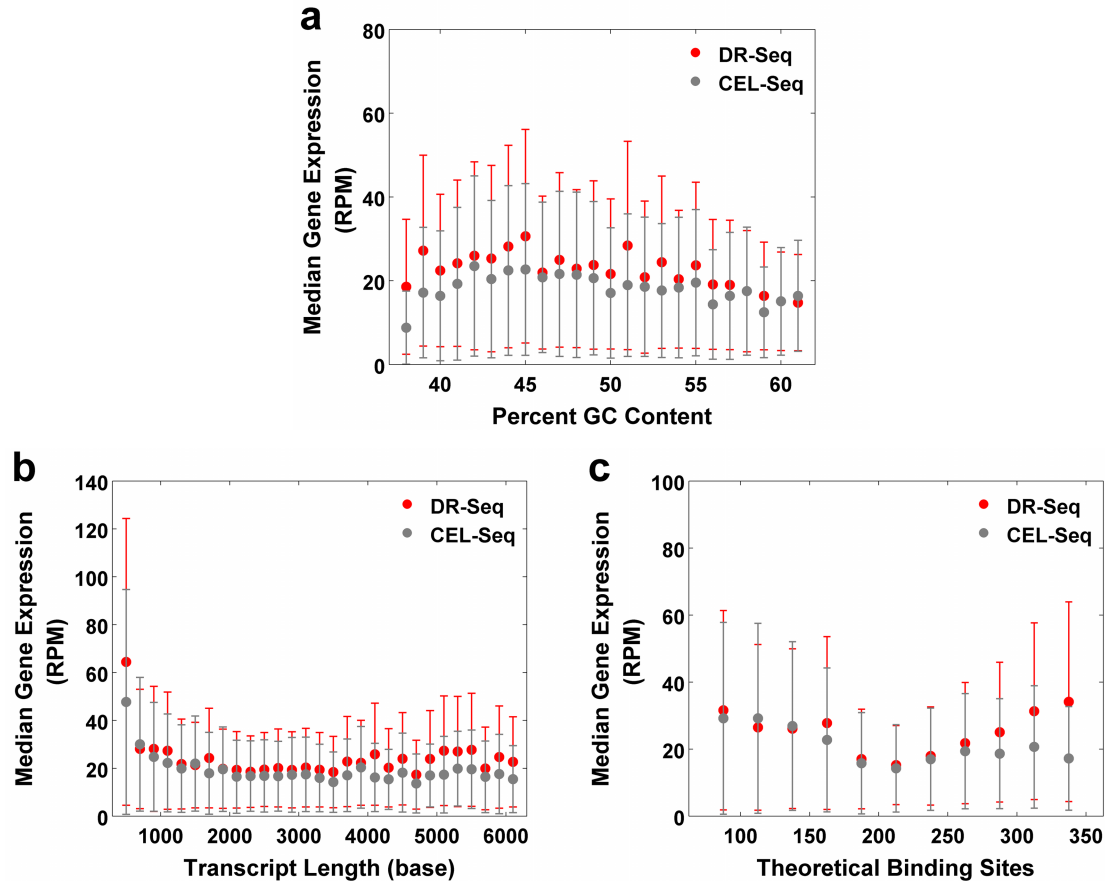 a
80
60
40
20
0
Median Gene Expression
(RPM)
DR-Seq
CEL-Seq
40 45 50 55 60
Percent GC Content
b
140
120
100
80
60
40
20
0
Median Gene Expression
(RPM)
DR-Seq
CEL-Seq
1000 2000 3000 4000 5000 6000
Transcript Length (base)
c
100
80
60
40
20
0
Median Gene Expression
(RPM)
DR-Seq
CEL-Seq
100 150 200 250 300 350
Theoretical Binding Sites